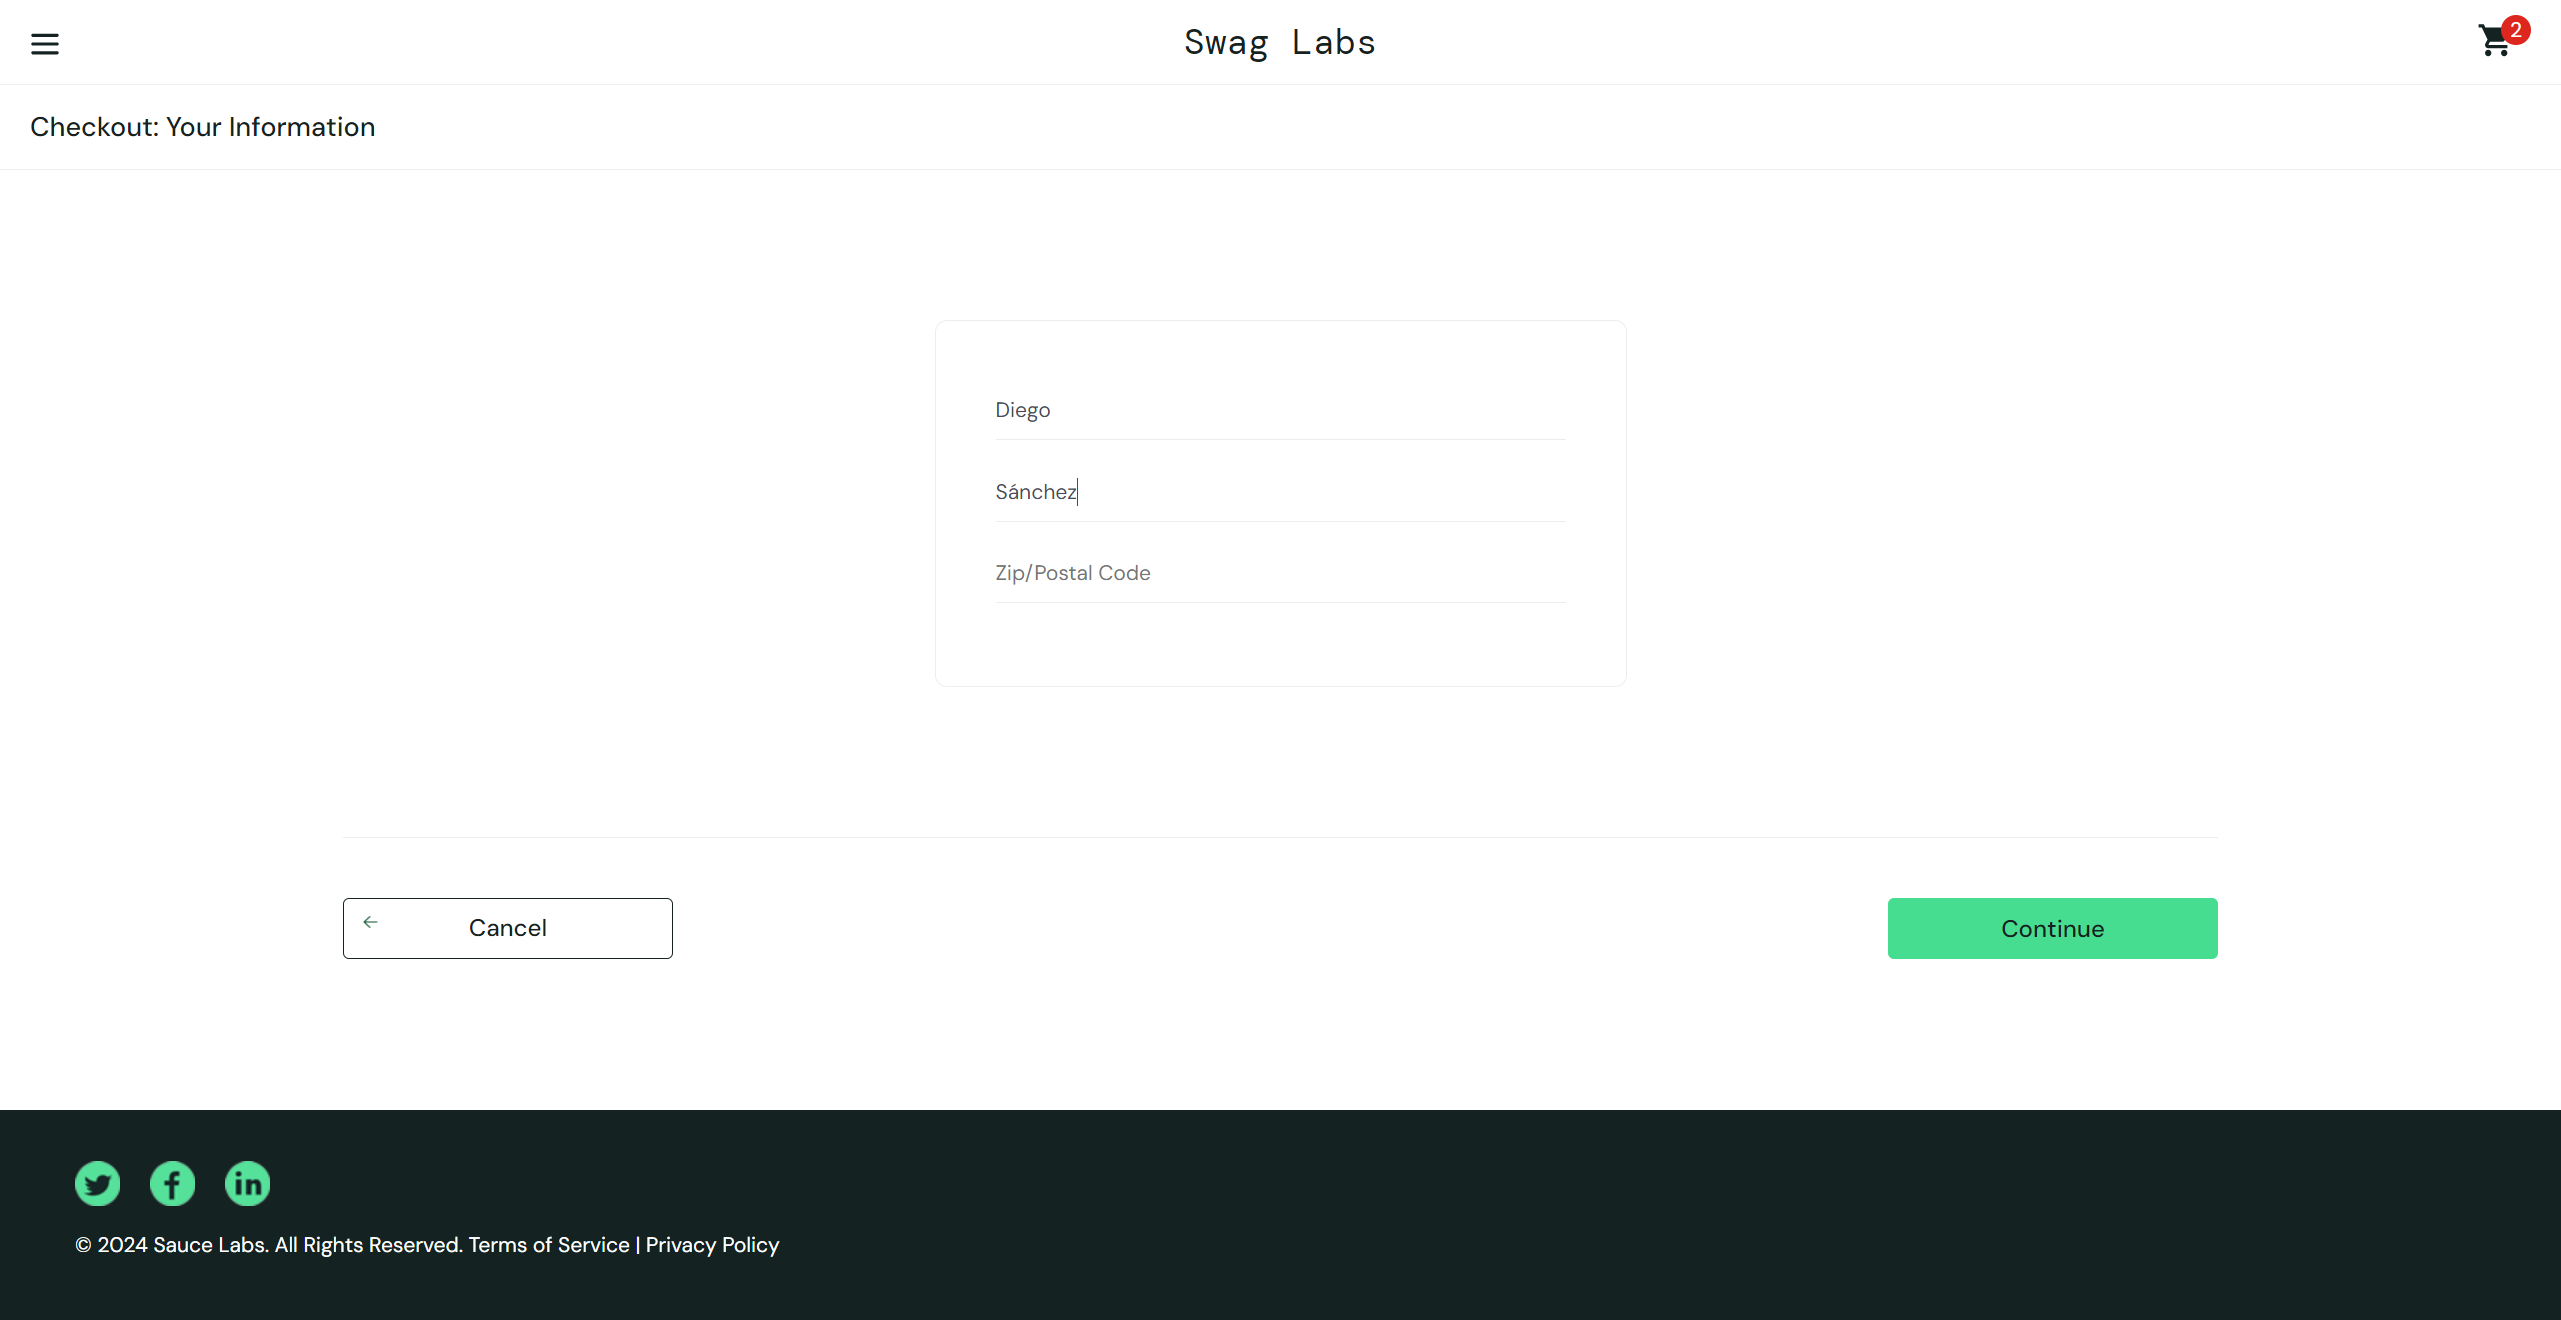 Swag Labs
2
Checkout: Your Information
Diego
Sánchez
Zip/Postal Code
Cancel
Continue
© 2024 Sauce Labs. All Rights Reserved. Terms of Service | Privacy Policy